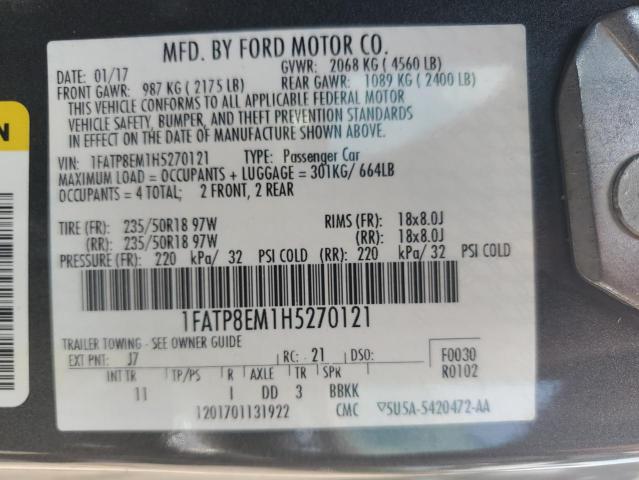 MFD. BY FORD MOTOR CO.
DATE: 01/17 GVWR: 2068 KG ( 4560 LB)
FRONT GAWR: 987 KG ( 2175 LB) REAR GAWR: 1089 KG ( 2400 LB)
THIS VEHICLE CONFORMS TO ALL APPLICABLE FEDERAL MOTOR
VEHICLE SAFETY, BUMPER, AND THEFT PREVENTION STANDARDS
IN EFFECT ON THE DATE OF MANUFACTURE SHOWN ABOVE.
VIN: 1FATP8EM1H5270121 TYPE: Passenger Car
MAXIMUM LOAD = OCCUPANTS + LUGGAGE = 301KG/ 664LB
OCCUPANTS = 4 TOTAL: 2 FRONT, 2 REAR
TIRE (FR): 235/50R18 97W RIMS (FR): 18x8.0J
(RR): 235/50R18 97W (RR): 18x8.0J
PRESSURE (FR): 220 kPa/ 32 PSI COLD (RR): 220 kPa/ 32 PSI COLD
1FATP8EM1H5270121
TRAILER TOWING - SEE OWNER GUIDE
EXT PNT: J7 RC: 21 DSO: F0030
INT TR TP/PS R AXLE TR SPR R0102
11 I DD 3 BBKK
1201701131922 CMC ▽5U5A-5420472-AA